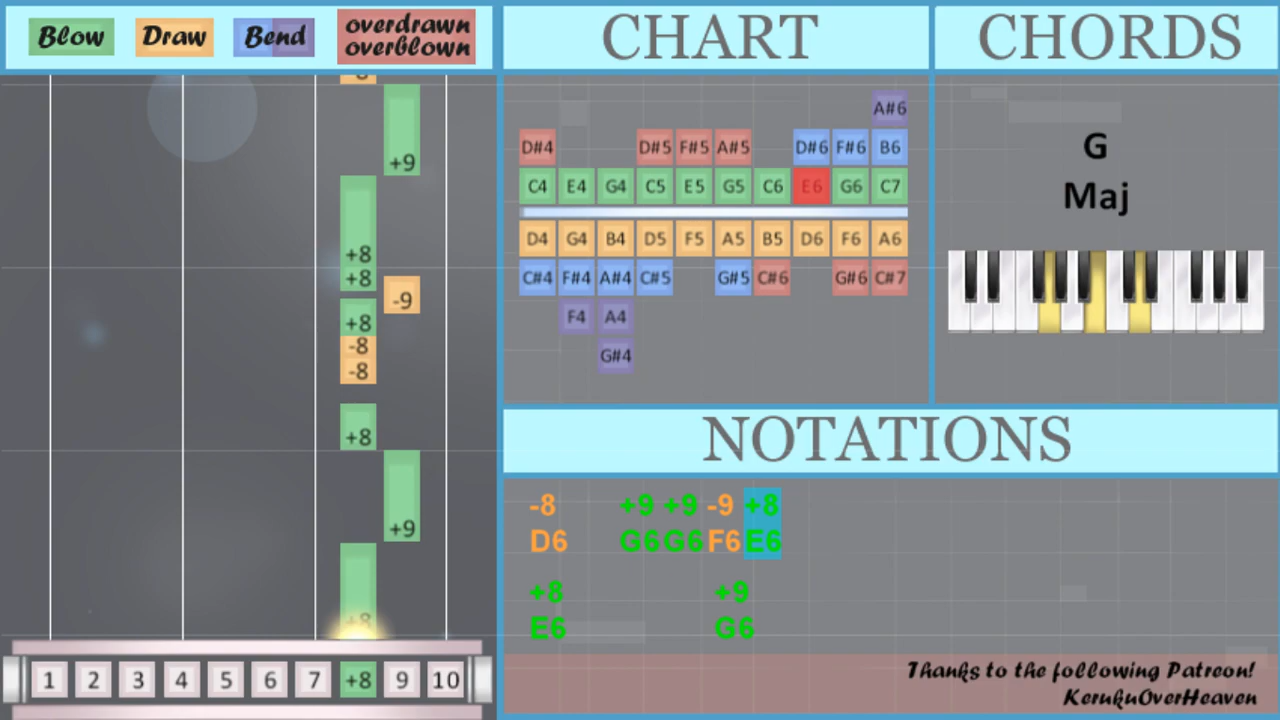 Blow Draw Bend overdrawn
overblown
CHART
CHORDS
+9
+8
+8
-9
+8
-8
-8
+8
+9
+8
1 2 3 4 5 6 7 +8 9 10
A#6
D#4 D#5 F#5 A#5 D#6 F#6 B6
C4 E4 G4 C5 E5 G5 C6 E6 G6 C7
D4 G4 B4 D5 F5 A5 B5 D6 F6 A6
C#4 F#4 A#4 C#5 G#5 C#6 G#6 C#7
F4 A4
G#4
G
Maj
NOTATIONS
-8 +9 +9 -9 +8
D6 G6 G6 F6 E6
+8 +9
E6 G6
Thanks to the following Patreon!
KerukuOverHeaven